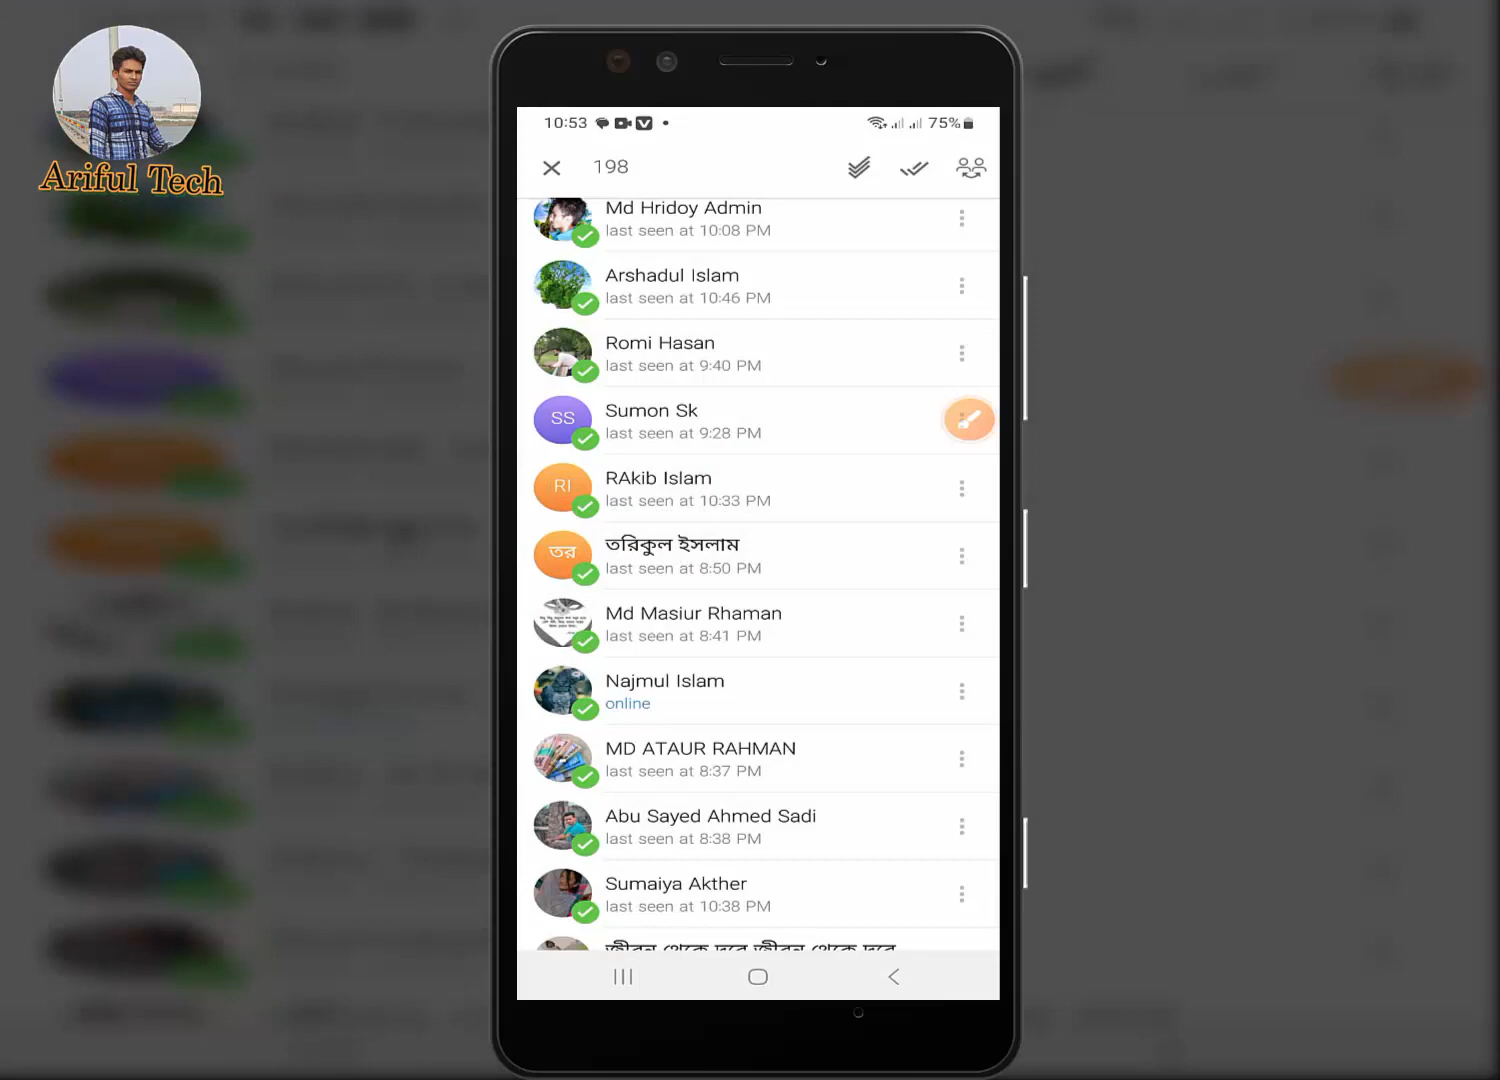 Ariful Tech
10:53
75%
198
Md Hridoy Admin
last seen at 10:08 PM
Arshadul Islam
last seen at 10:46 PM
Romi Hasan
last seen at 9:40 PM
SS
Sumon Sk
last seen at 9:28 PM
RI
RAkib Islam
last seen at 10:33 PM
তর
তরিকুল ইসলাম
last seen at 8:50 PM
Md Masiur Rhaman
last seen at 8:41 PM
Najmul Islam
online
MD ATAUR RAHMAN
last seen at 8:37 PM
Abu Sayed Ahmed Sadi
last seen at 8:38 PM
Sumaiya Akther
last seen at 10:38 PM